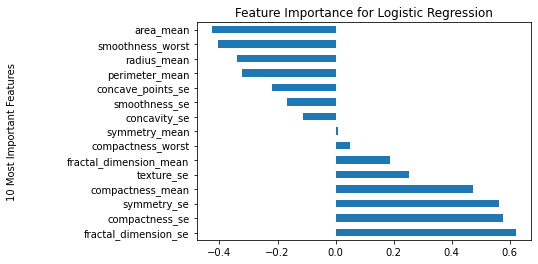 Feature Importance for Logistic Regression
10 Most Important Features
area_mean
smoothness_worst
radius_mean
perimeter_mean
concave_points_se
smoothness_se
concavity_se
symmetry_mean
compactness_worst
fractal_dimension_mean
texture_se
compactness_mean
symmetry_se
compactness_se
fractal_dimension_se
−0.4 −0.2 0.0 0.2 0.4 0.6